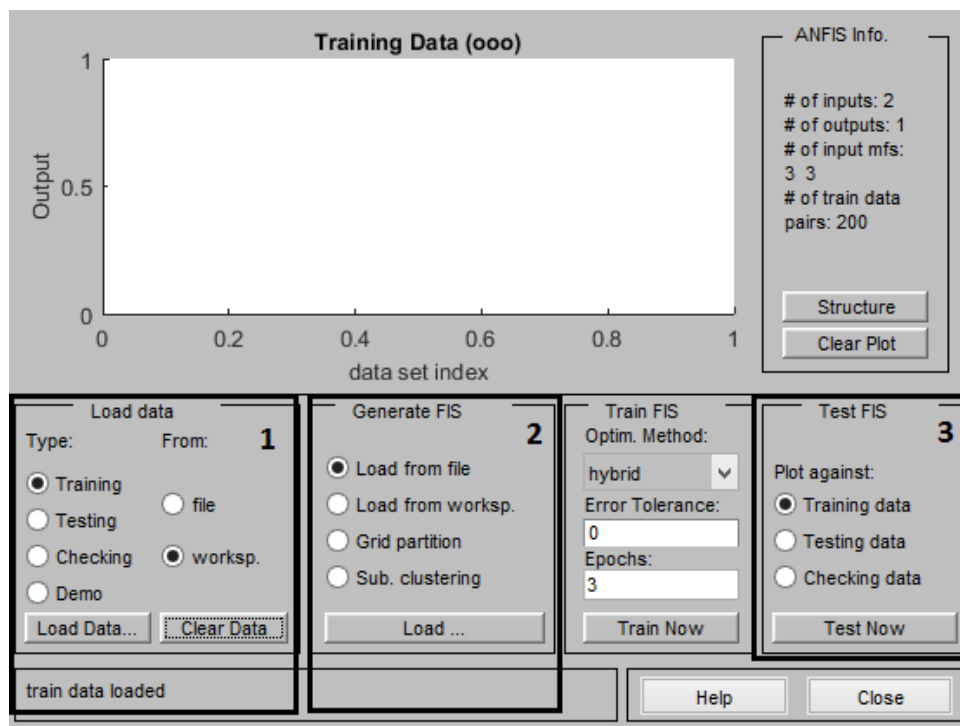 Training Data (ooo)
1
0.5
0
Output
0
0.2
0.4
0.6
0.8
1
data set index
ANFIS Info.
# of inputs: 2
# of outputs: 1
# of input mfs:
3 3
# of train data
pairs: 200
Structure
Clear Plot
Load data
1
Type:
From:
Training
Testing
Checking
Demo
file
worksp.
Load Data...
Clear Data
Generate FIS
2
Load from file
Load from worksp.
Grid partition
Sub. clustering
Load ...
Train FIS
Optim. Method:
hybrid
Error Tolerance:
0
Epochs:
3
Train Now
Test FIS
3
Plot against:
Training data
Testing data
Checking data
Test Now
train data loaded
Help
Close